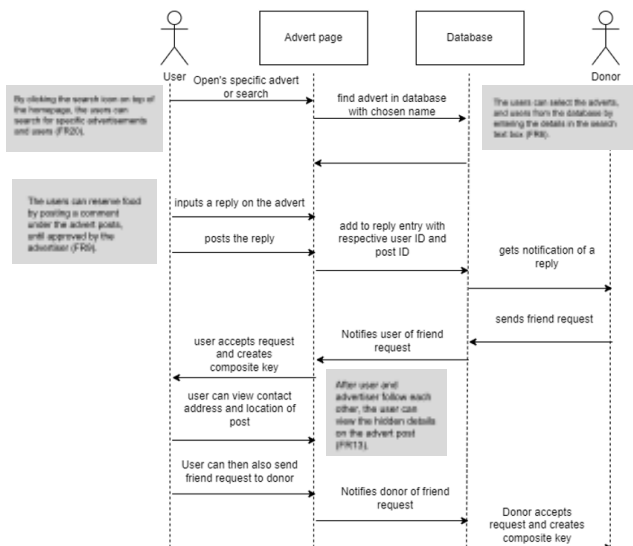 Advert page
Database
User
Donor
Open's specific advert
or search
By clicking the search icon on top of
the homepage, the users can
search for specific advertisements
and users (FR20).
find advert in database
with chosen name
The users can select the adverts,
and users from the database by
entering the details in the search
text box (FR8).
The users can reserve food
by posting a comment
under the advert posts,
until approved by the
advertiser (FR9).
inputs a reply on the advert
posts the reply
add to reply entry with
respective user ID and
post ID
gets notification of a
reply
sends friend request
Notifies user of friend
request
user accepts request
and creates
composite key
After user and
advertiser follow each
other, the user can
view the hidden details
on the advert post
(FR13).
user can view contact
address and location of
post
User can then also send
friend request to donor
Notifies donor of friend
request
Donor accepts
request and creates
composite key